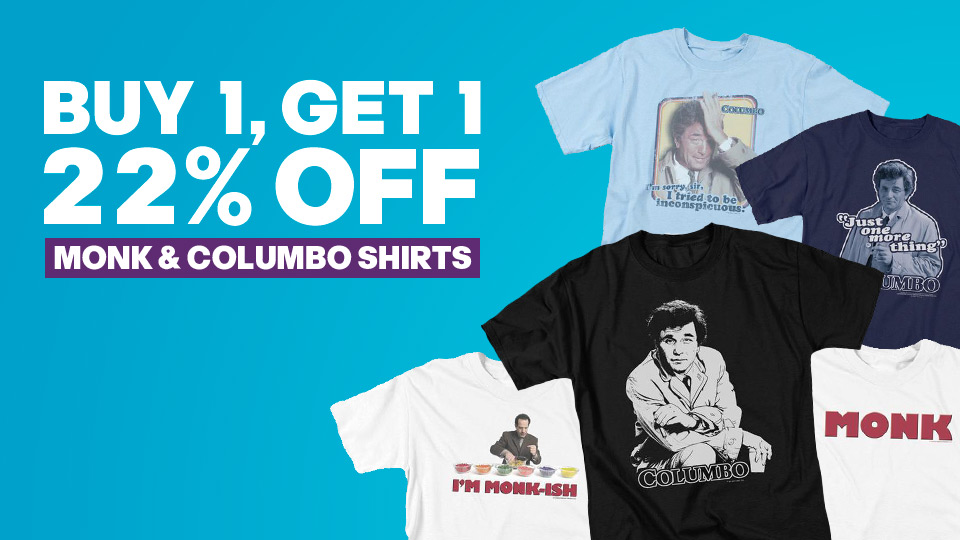 BUY 1, GET 1
22% OFF
MONK & COLUMBO SHIRTS
COLUMBO
I'm sorry, sir,
I tried to be
inconspicuous.
"Just
one
more
thing"
UMBO
COLUMBO
I'M MONK-ISH
MONK